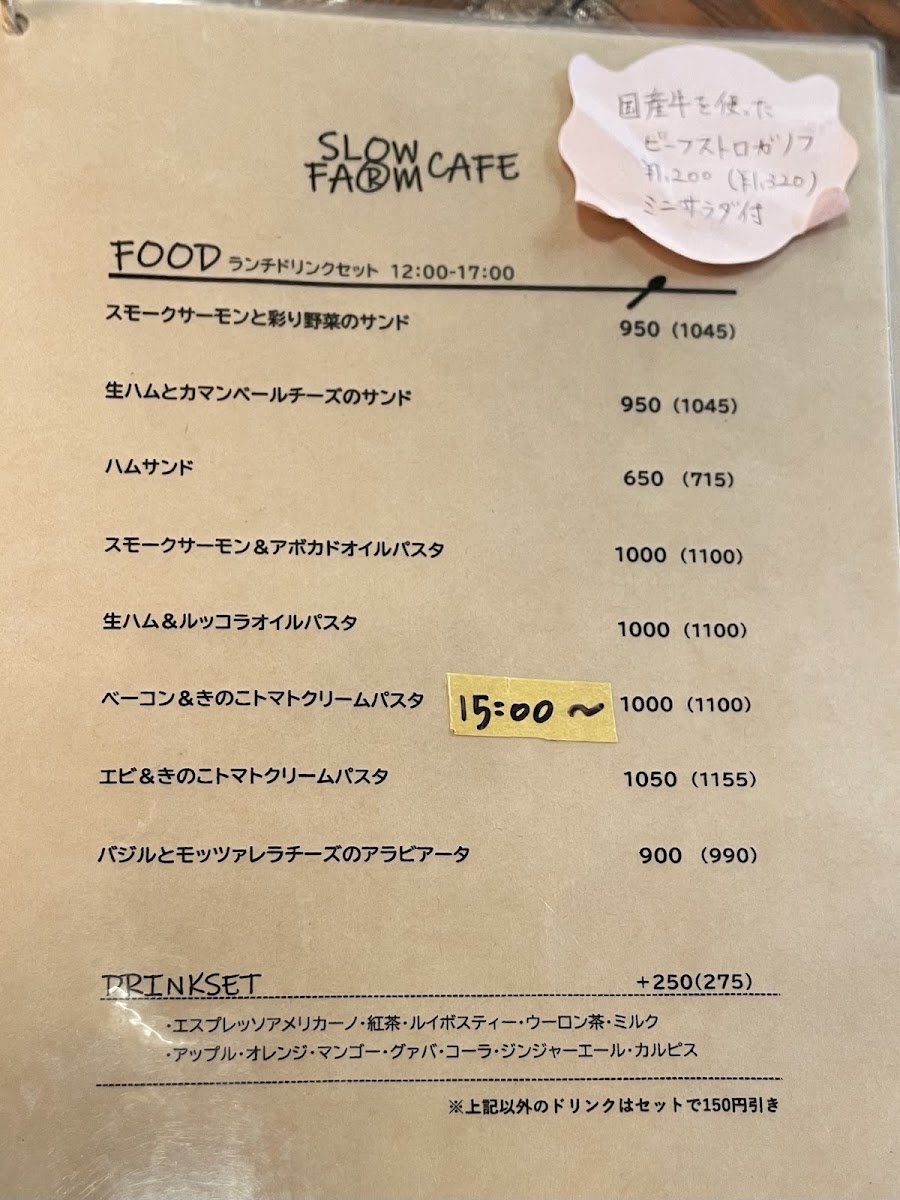 国産牛を使った
ビーフストロガノフ
¥1,200 (¥1,320)
ミニサラダ付
SLOW
FA®M CAFE
FOOD ランチドリンクセット 12:00-17:00
スモークサーモンと彩り野菜のサンド 950 (1045)
生ハムとカマンベールチーズのサンド 950 (1045)
ハムサンド 650 (715)
スモークサーモン＆アボカドオイルパスタ 1000 (1100)
生ハム＆ルッコラオイルパスタ 1000 (1100)
ベーコン＆きのこトマトクリームパスタ 15:00～ 1000 (1100)
エビ＆きのこトマトクリームパスタ 1050 (1155)
バジルとモッツァレラチーズのアラビアータ 900 (990)
DRINKSET +250(275)
・エスプレッソアメリカーノ・紅茶・ルイボスティー・ウーロン茶・ミルク
・アップル・オレンジ・マンゴー・グァバ・コーラ・ジンジャーエール・カルピス
※上記以外のドリンクはセットで150円引き